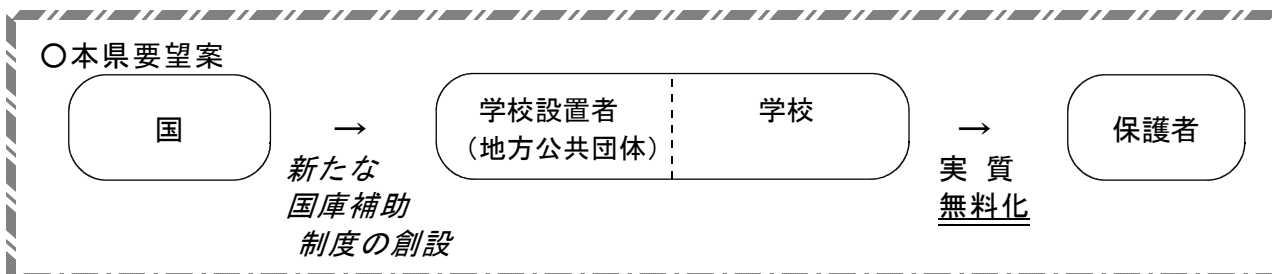 〇本県要望案
国
→
新たな
国庫補助
制度の創設
学校設置者
（地方公共団体）
学校
→
実 質
無料化
保護者